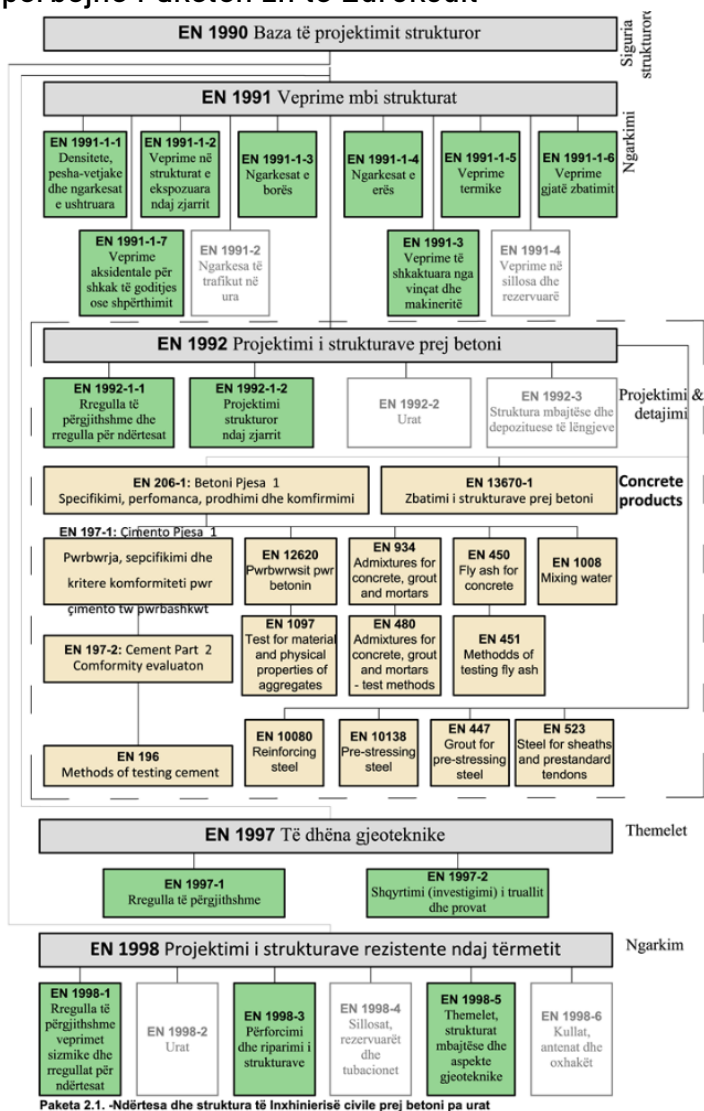 EN 1990 Baza të projektimit strukturor
Siguria
strukturore
EN 1991 Veprime mbi strukturat
Ngarkimi
EN 1991-1-1
Densitete,
pesha-vetjake
dhe ngarkesat
e ushtruara
EN 1991-1-2
Veprime në
strukturat e
ekspozuara
ndaj zjarrit
EN 1991-1-3
Ngarkesat e
borës
EN 1991-1-4
Ngarkesat e
erës
EN 1991-1-5
Veprime
termike
EN 1991-1-6
Veprime
gjatë zbatimit
EN 1991-1-7
Veprime
aksidentale për
shkak të goditjes
ose shpërthimit
EN 1991-2
Ngarkesa të
trafikut në
ura
EN 1991-3
Veprime të
shkaktuara nga
vinçat dhe
makineritë
EN 1991-4
Veprime në
sillosa dhe
rezervuarë
EN 1992 Projektimi i strukturave prej betoni
EN 1992-1-1
Rregulla të
përgjithshme dhe
rregulla për ndërtesat
EN 1992-1-2
Projektimi
strukturor
ndaj zjarrit
EN 1992-2
Urat
EN 1992-3
Struktura mbajtëse dhe
depozituese të lëngjeve
Projektimi &
detajimi
EN 206-1: Betoni Pjesa 1
Specifikimi, perfomanca, prodhimi dhe komfirmimi
EN 13670-1
Zbatimi i strukturave prej betoni
Concrete
products
EN 197-1: Çimento Pjesa 1
Pwrbwrja, sepcifikimi dhe
kritere komformiteti pwr
çimento tw pwrbashkwt
EN 12620
Pwrbwrwsit pwr
betonin
EN 934
Admixtures for
concrete, grout
and mortars
EN 450
Fly ash for
concrete
EN 1008
Mixing water
EN 197-2: Cement Part 2
Comformity evaluaton
EN 1097
Test for material
and physical
properties of
aggregates
EN 480
Admixtures for
concrete, grout
and mortars
- test methods
EN 451
Methodds of
testing fly ash
EN 196
Methods of testing cement
EN 10080
Reinforcing
steel
EN 10138
Pre-stressing
steel
EN 447
Grout for
pre-stressing
steel
EN 523
Steel for sheaths
and prestandard
tendons
EN 1997 Të dhëna gjeoteknike
Themelet
EN 1997-1
Rregulla të përgjithshme
EN 1997-2
Shqyrtimi (investigimi) i truallit
dhe provat
EN 1998 Projektimi i strukturave rezistente ndaj tërmetit
Ngarkim
EN 1998-1
Rregulla të
përgjithshme
veprimet
sizmike dhe
rregullat për
ndërtesat
EN 1998-2
Urat
EN 1998-3
Përforcimi
dhe riparimi i
strukturave
EN 1998-4
Sillosat,
rezervuarët
dhe
tubacionet
EN 1998-5
Themelet,
strukturat
mbajtëse dhe
aspekte
gjeoteknike
EN 1998-6
Kullat,
antenat dhe
oxhakët
Paketa 2.1. -Ndërtesa dhe struktura të Inxhinierisë civile prej betoni pa urat